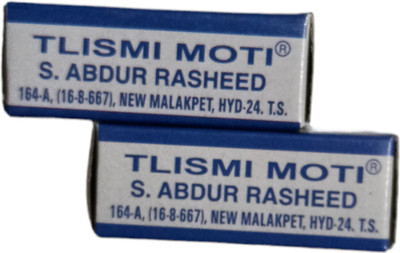 TLISMI MOTI®
S. ABDUR RASHEED
164-A, (16-8-667), NEW MALAKPET, HYD-24. T.S.
TLISMI MOTI®
S. ABDUR RASHEED
164-A, (16-8-667), NEW MALAKPET, HYD-24. T.S.